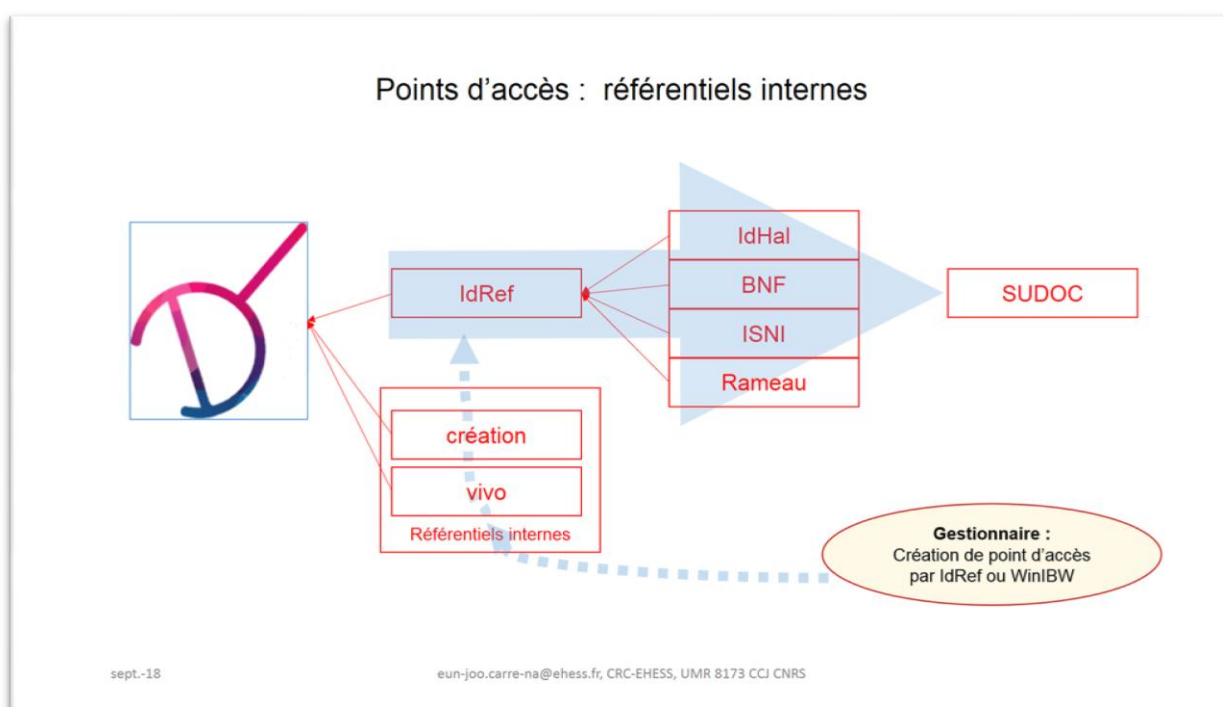 Points d'accès : référentiels internes
IdHal
IdRef
BNF
SUDOC
ISNI
Rameau
création
vivo
Référentiels internes
Gestionnaire :
Création de point d'accès
par IdRef ou WinIBW
sept.-18
eun-joo.carre-na@ehess.fr, CRC-EHESS, UMR 8173 CCJ CNRS